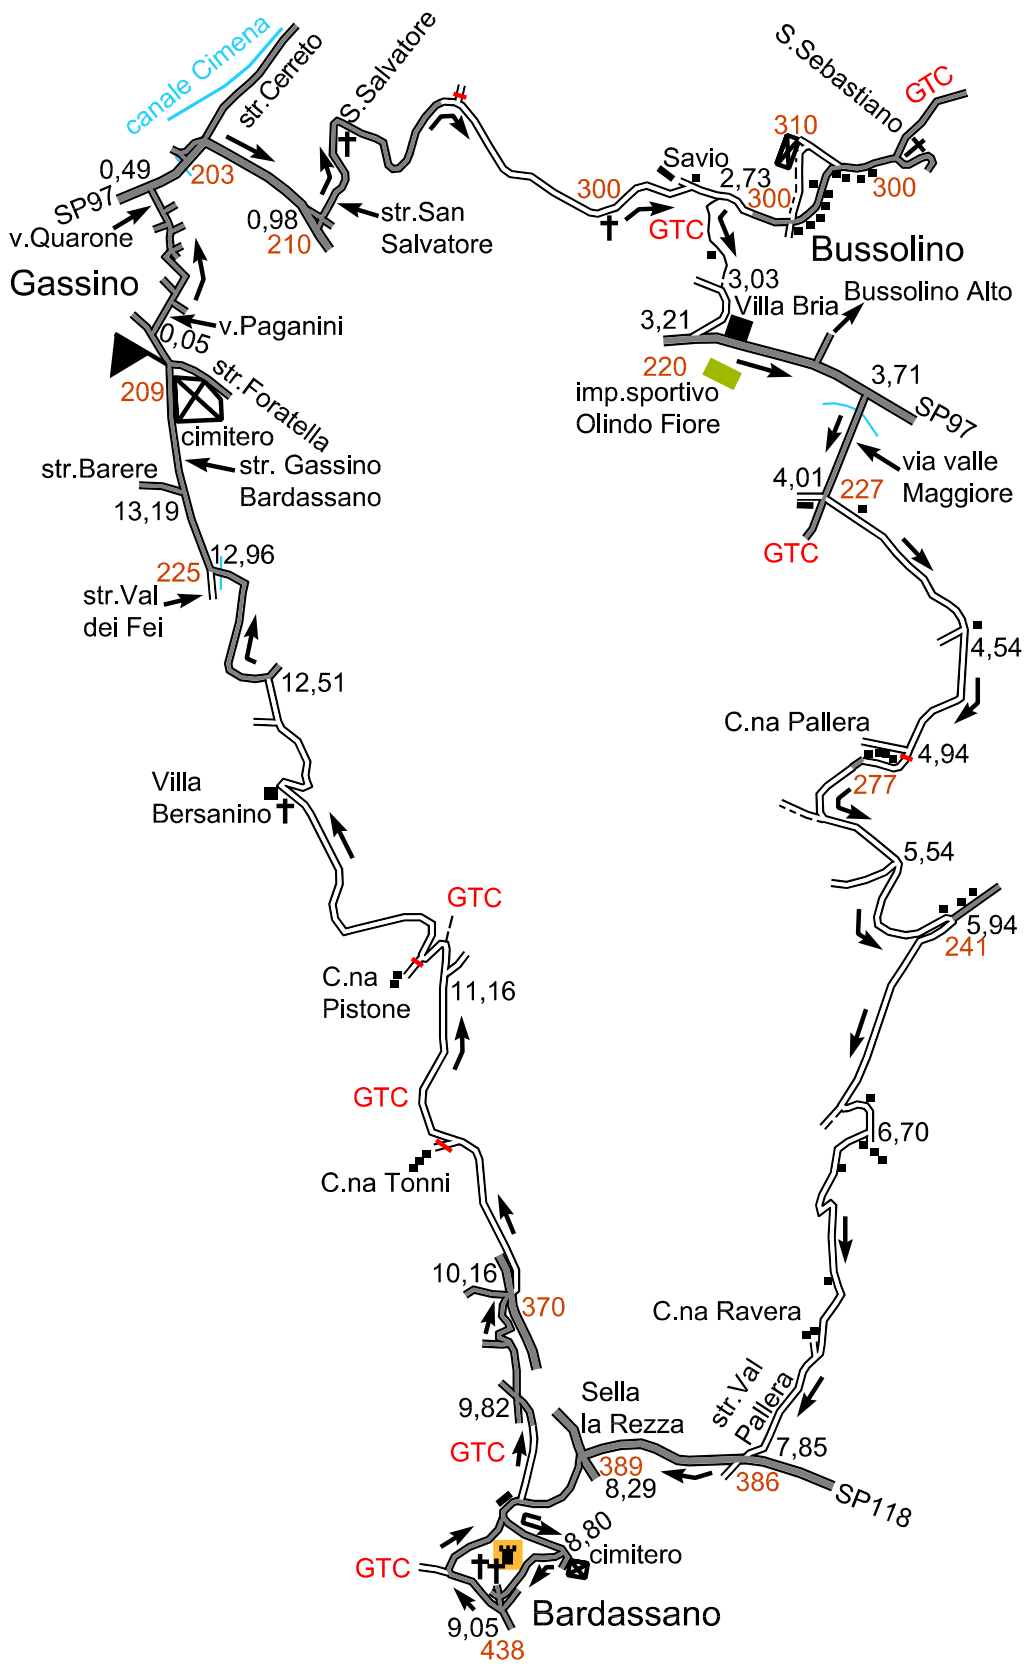 canale Cimena
str.Cerreto
S.Salvatore
S.Sebastiano
GTC
310
0,49
203
SP97
v.Quarone
0,98
210
str.San
Salvatore
300
Savio
2,73
300
300
GTC
Bussolino
Gassino
3,03
Villa Bria
Bussolino Alto
v.Paganini
0,05
3,21
220
209
str.Foratella
imp.sportivo
Olindo Fiore
3,71
SP97
cimitero
str.Barere
str. Gassino
Bardassano
via valle
Maggiore
4,01
227
13,19
GTC
12,96
225
str.Val
dei Fei
4,54
12,51
C.na Pallera
4,94
277
Villa
Bersanino
5,54
GTC
5,94
241
C.na
Pistone
11,16
GTC
6,70
C.na Tonni
10,16
370
C.na Ravera
str.Val
Pallera
Sella
la Rezza
9,82
GTC
7,85
389
8,29
386
SP118
8,80
cimitero
GTC
Bardassano
9,05
438